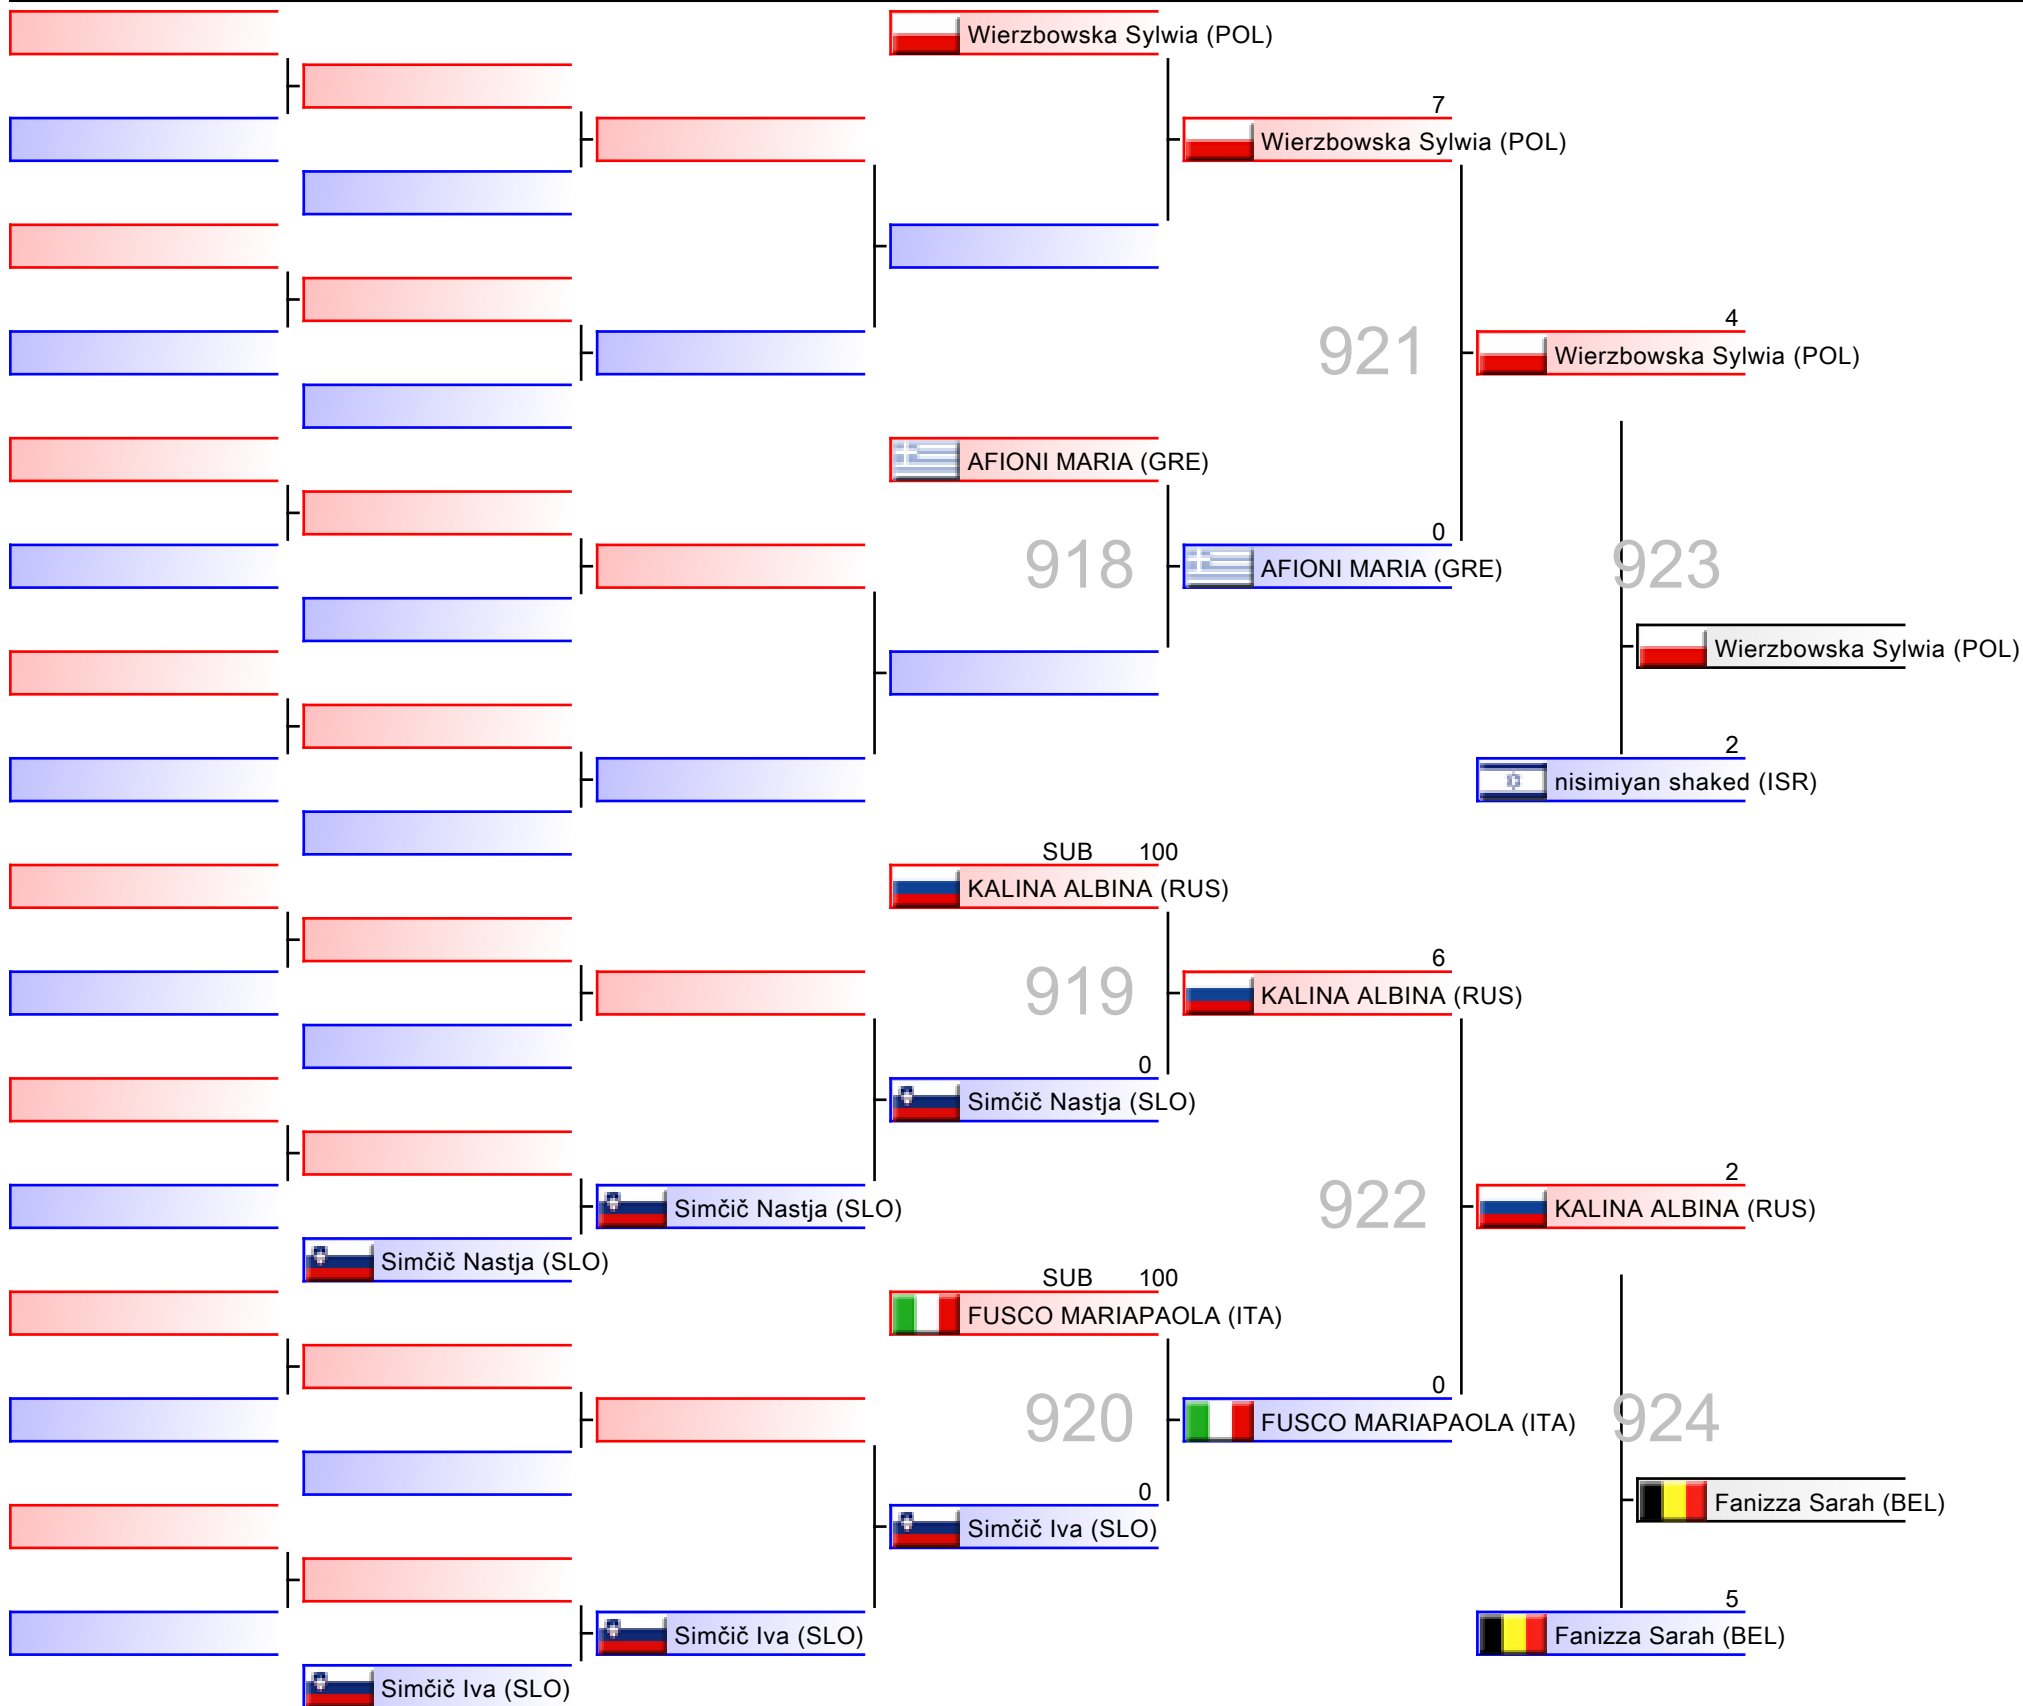 Wierzbowska Sylwia (POL)
7
Wierzbowska Sylwia (POL)
921
4
Wierzbowska Sylwia (POL)
AFIONI MARIA (GRE)
918
0
AFIONI MARIA (GRE)
923
Wierzbowska Sylwia (POL)
2
nisimiyan shaked (ISR)
SUB 100
KALINA ALBINA (RUS)
919
6
KALINA ALBINA (RUS)
0
Simčič Nastja (SLO)
922
2
KALINA ALBINA (RUS)
Simčič Nastja (SLO)
Simčič Nastja (SLO)
SUB 100
FUSCO MARIAPAOLA (ITA)
920
0
FUSCO MARIAPAOLA (ITA)
924
0
Simčič Iva (SLO)
Fanizza Sarah (BEL)
5
Fanizza Sarah (BEL)
Simčič Iva (SLO)
Simčič Iva (SLO)